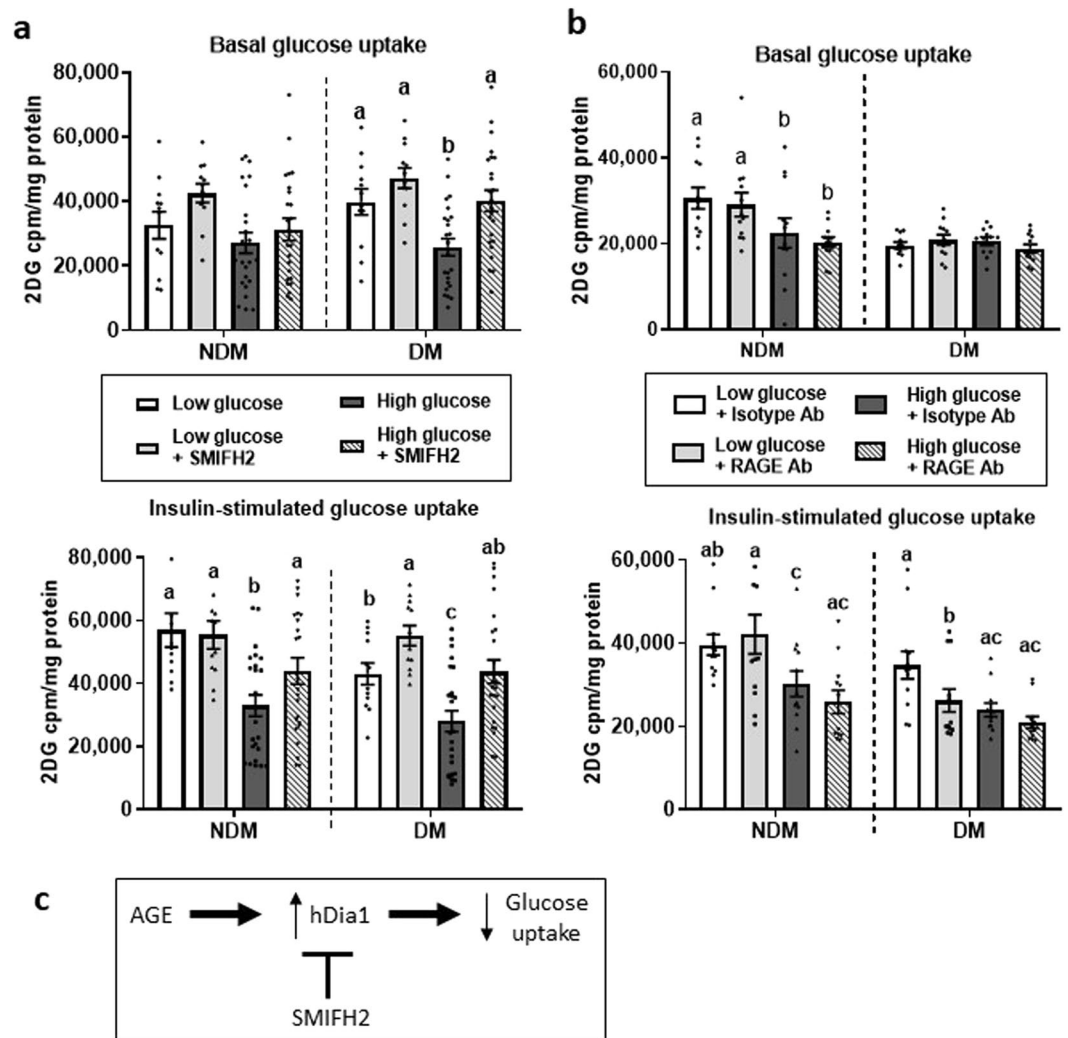 a
Basal glucose uptake
2DG cpm/mg protein
80,000
60,000
40,000
20,000
0
a
a
b
a
NDM
DM
Low glucose
High glucose
Low glucose
+ SMIFH2
High glucose
+ SMIFH2
Insulin-stimulated glucose uptake
2DG cpm/mg protein
80,000
60,000
40,000
20,000
0
a
a
b
a
b
a
c
ab
NDM
DM
b
Basal glucose uptake
2DG cpm/mg protein
60,000
40,000
20,000
0
a
a
b
b
NDM
DM
Low glucose
+ Isotype Ab
High glucose
+ Isotype Ab
Low glucose
+ RAGE Ab
High glucose
+ RAGE Ab
Insulin-stimulated glucose uptake
2DG cpm/mg protein
60,000
40,000
20,000
0
ab
a
c
ac
a
b
ac
ac
NDM
DM
c
AGE
hDia1
Glucose
uptake
SMIFH2